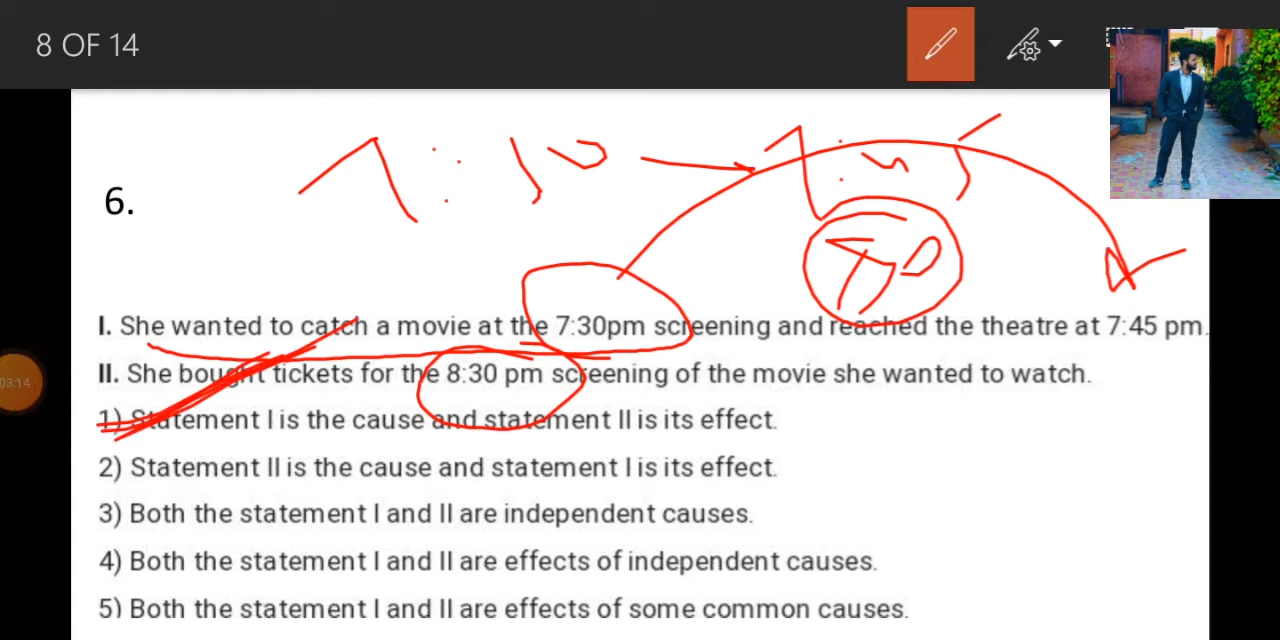 8 OF 14
7:10 7:45
6.
I. She wanted to catch a movie at the 7:30pm screening and reached the theatre at 7:45 pm.
II. She bought tickets for the 8:30 pm screening of the movie she wanted to watch.
03:14
1) Statement I is the cause and statement II is its effect.
2) Statement II is the cause and statement I is its effect.
3) Both the statement I and II are independent causes.
4) Both the statement I and II are effects of independent causes.
5) Both the statement I and II are effects of some common causes.